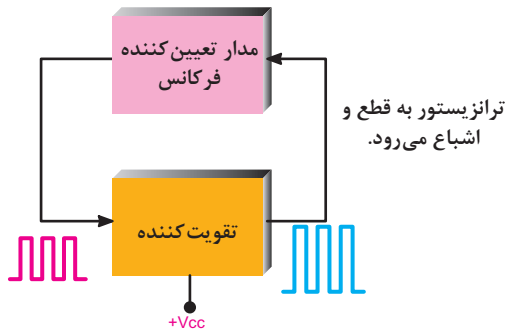 مدار تعیین‌کننده
فرکانس
ترانزیستور به قطع و
اشباع می‌رود.
تقویت‌کننده
+Vcc